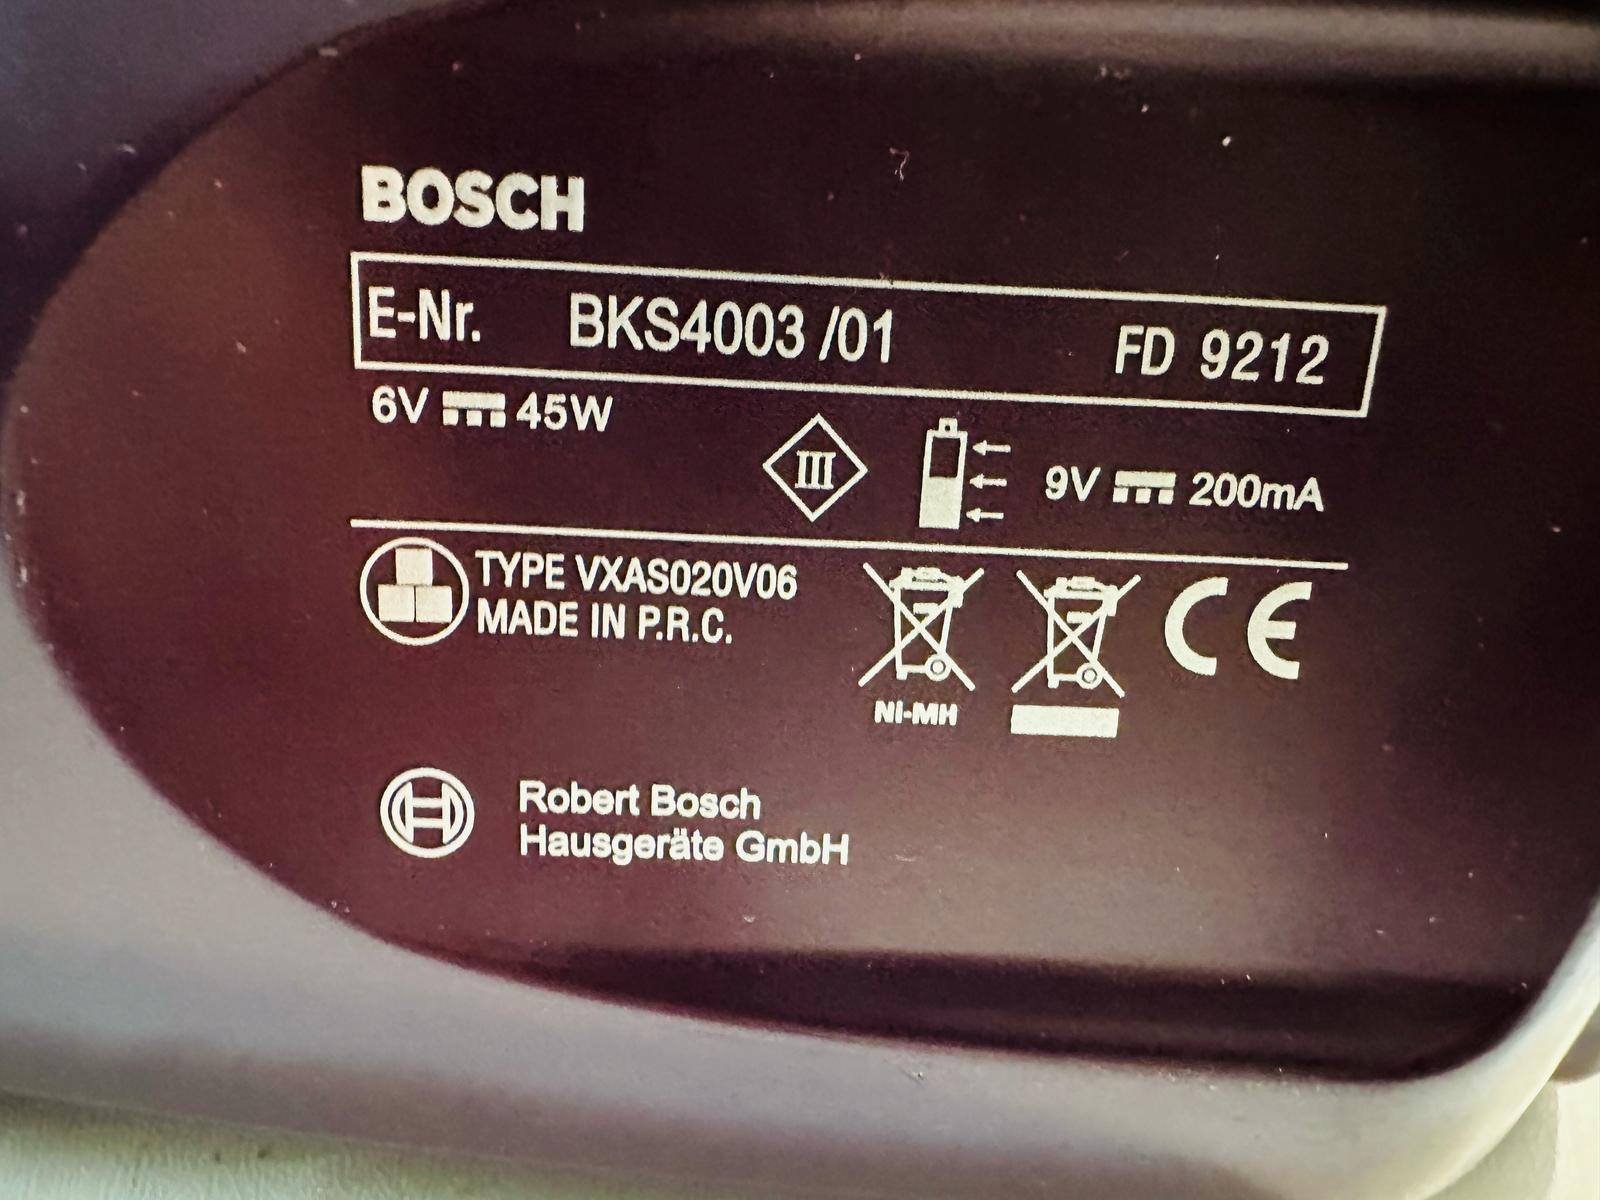 BOSCH
E-Nr. BKS4003 /01 FD 9212
6V 45W
III
9V 200mA
TYPE VXAS020V06
MADE IN P.R.C.
CE
Ni-MH
Robert Bosch
Hausgeräte GmbH